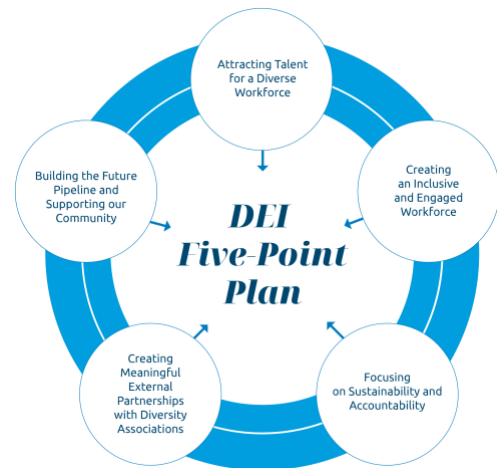 Attracting Talent
for a Diverse
Workforce
Creating
an Inclusive
and Engaged
Workforce
Focusing
on Sustainability and
Accountability
Creating
Meaningful
External
Partnerships
with Diversity
Associations
Building the Future
Pipeline and
Supporting our
Community
DEI
Five-Point
Plan